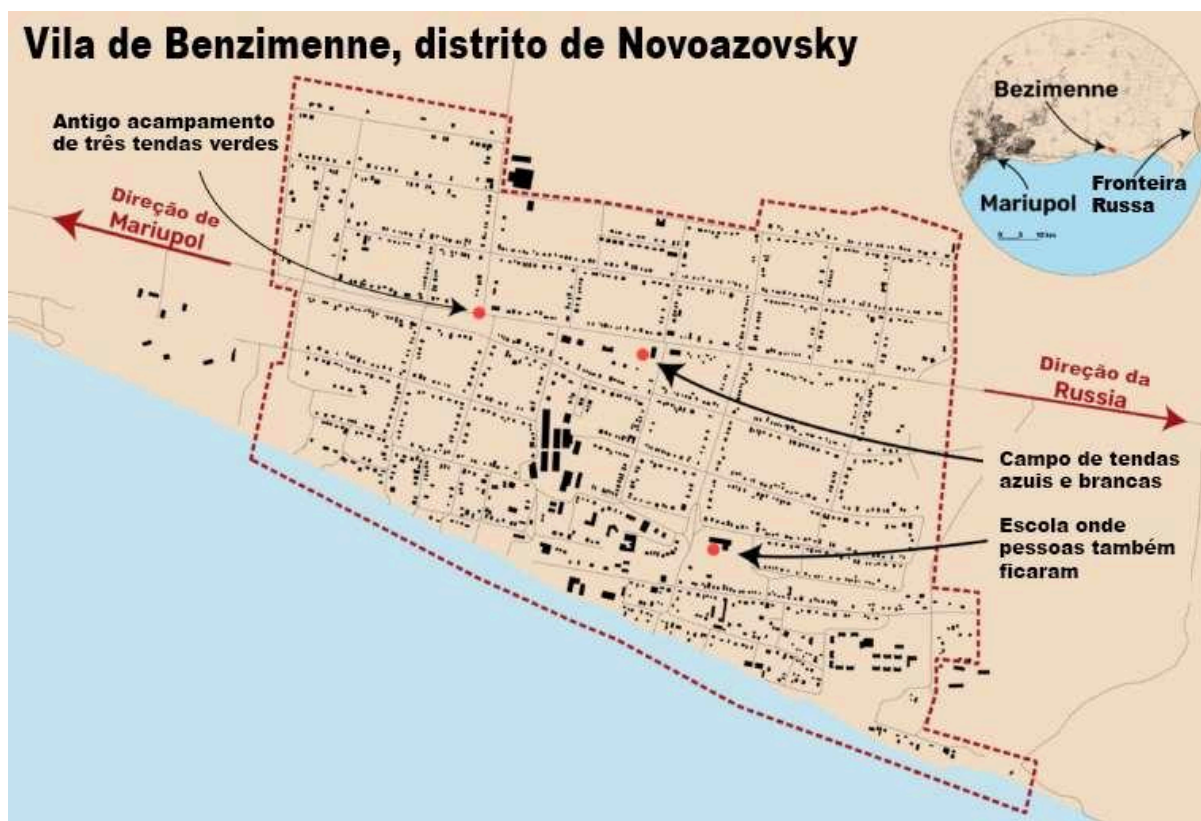 Vila de Benzimenne, distrito de Novoazovsky
Antigo acampamento
de três tendas verdes
Direção de
Mariupol
Bezimenne
Mariupol
Fronteira
Russa
Direção da
Russia
Campo de tendas
azuis e brancas
Escola onde
pessoas também
ficaram